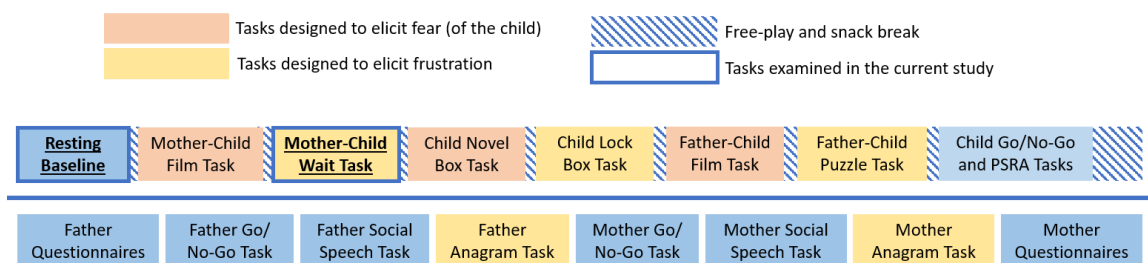 Tasks designed to elicit fear (of the child)
Free-play and snack break
Tasks designed to elicit frustration
Tasks examined in the current study
Resting
Baseline
Mother-Child
Film Task
Mother-Child
Wait Task
Child Novel
Box Task
Child Lock
Box Task
Father-Child
Film Task
Father-Child
Puzzle Task
Child Go/No-Go
and PSRA Tasks
Father
Questionnaires
Father Go/
No-Go Task
Father Social
Speech Task
Father
Anagram Task
Mother Go/
No-Go Task
Mother Social
Speech Task
Mother
Anagram Task
Mother
Questionnaires